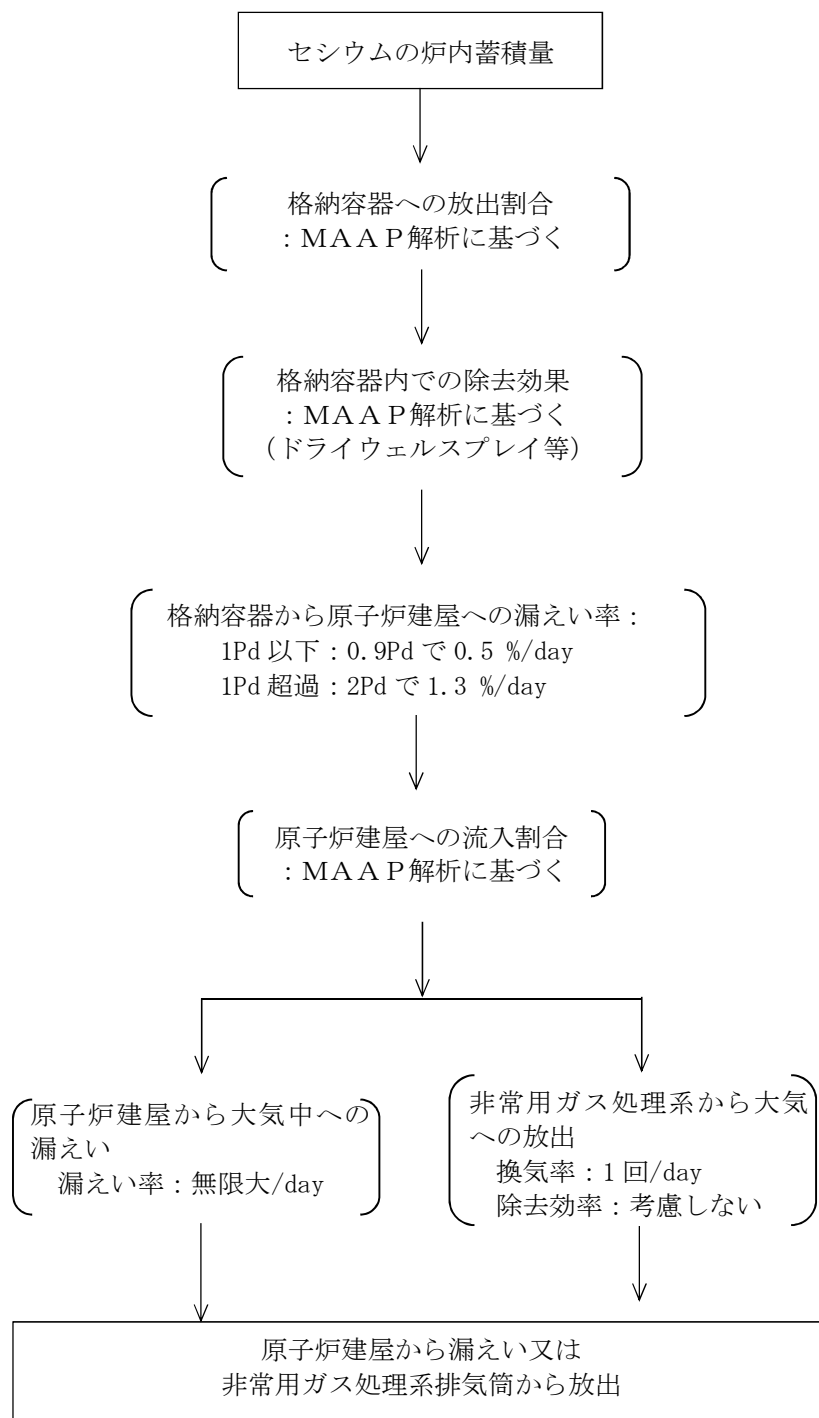 セシウムの炉内蓄積量
格納容器への放出割合
：ＭＡＡＰ解析に基づく
格納容器内での除去効果
：ＭＡＡＰ解析に基づく
（ドライウェルスプレイ等）
格納容器から原子炉建屋への漏えい率：
1Pd 以下：0.9Pd で 0.5 %/day
1Pd 超過：2Pd で 1.3 %/day
原子炉建屋への流入割合
：ＭＡＡＰ解析に基づく
原子炉建屋から大気中への
漏えい
漏えい率：無限大/day
非常用ガス処理系から大気
への放出
換気率：1 回/day
除去効率：考慮しない
原子炉建屋から漏えい又は
非常用ガス処理系排気筒から放出